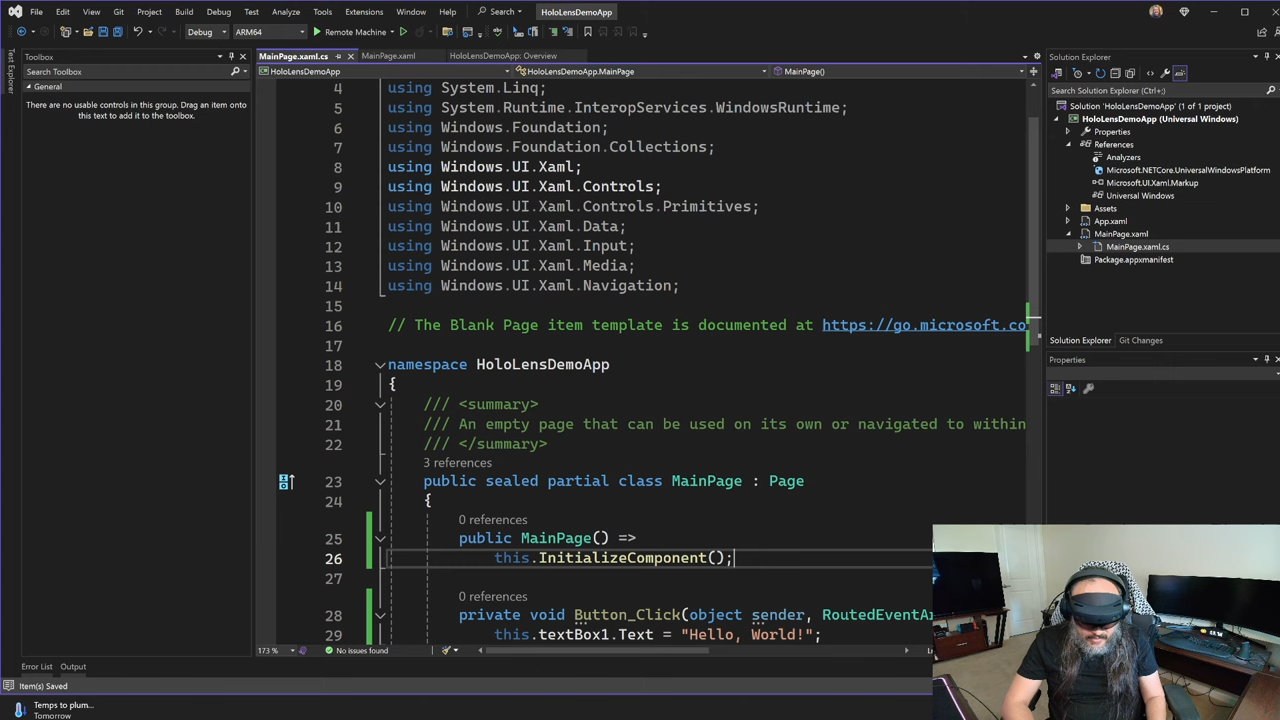 File Edit View Git Project Build Debug Test Analyze Tools Extensions Window Help Search HoloLensDemoApp
Debug ARM64 Remote Machine
Test Explorer
Toolbox
Search Toolbox
General
There are no usable controls in this group. Drag an item onto
this text to add it to the toolbox.
MainPage.xaml.cs MainPage.xaml HoloLensDemoApp: Overview
HoloLensDemoApp HoloLensDemoApp.MainPage MainPage()
4 using System.Linq;
5 using System.Runtime.InteropServices.WindowsRuntime;
6 using Windows.Foundation;
7 using Windows.Foundation.Collections;
8 using Windows.UI.Xaml;
9 using Windows.UI.Xaml.Controls;
10 using Windows.UI.Xaml.Controls.Primitives;
11 using Windows.UI.Xaml.Data;
12 using Windows.UI.Xaml.Input;
13 using Windows.UI.Xaml.Media;
14 using Windows.UI.Xaml.Navigation;
15
16 // The Blank Page item template is documented at https://go.microsoft.co
17
18 namespace HoloLensDemoApp
19 {
20 /// <summary>
21 /// An empty page that can be used on its own or navigated to within
22 /// </summary>
3 references
23 public sealed partial class MainPage : Page
24 {
0 references
25 public MainPage() =>
26 this.InitializeComponent();
27
0 references
28 private void Button_Click(object sender, RoutedEventAr
29 this.textBox1.Text = "Hello, World!";
173 % No issues found
Solution Explorer
Search Solution Explorer (Ctrl+;)
Solution 'HoloLensDemoApp' (1 of 1 project)
HoloLensDemoApp (Universal Windows)
Properties
References
Analyzers
Microsoft.NETCore.UniversalWindowsPlatform
Microsoft.UI.Xaml.Markup
Universal Windows
Assets
App.xaml
MainPage.xaml
MainPage.xaml.cs
Package.appxmanifest
Solution Explorer Git Changes
Properties
Error List Output
Item(s) Saved
Temps to plum...
Tomorrow